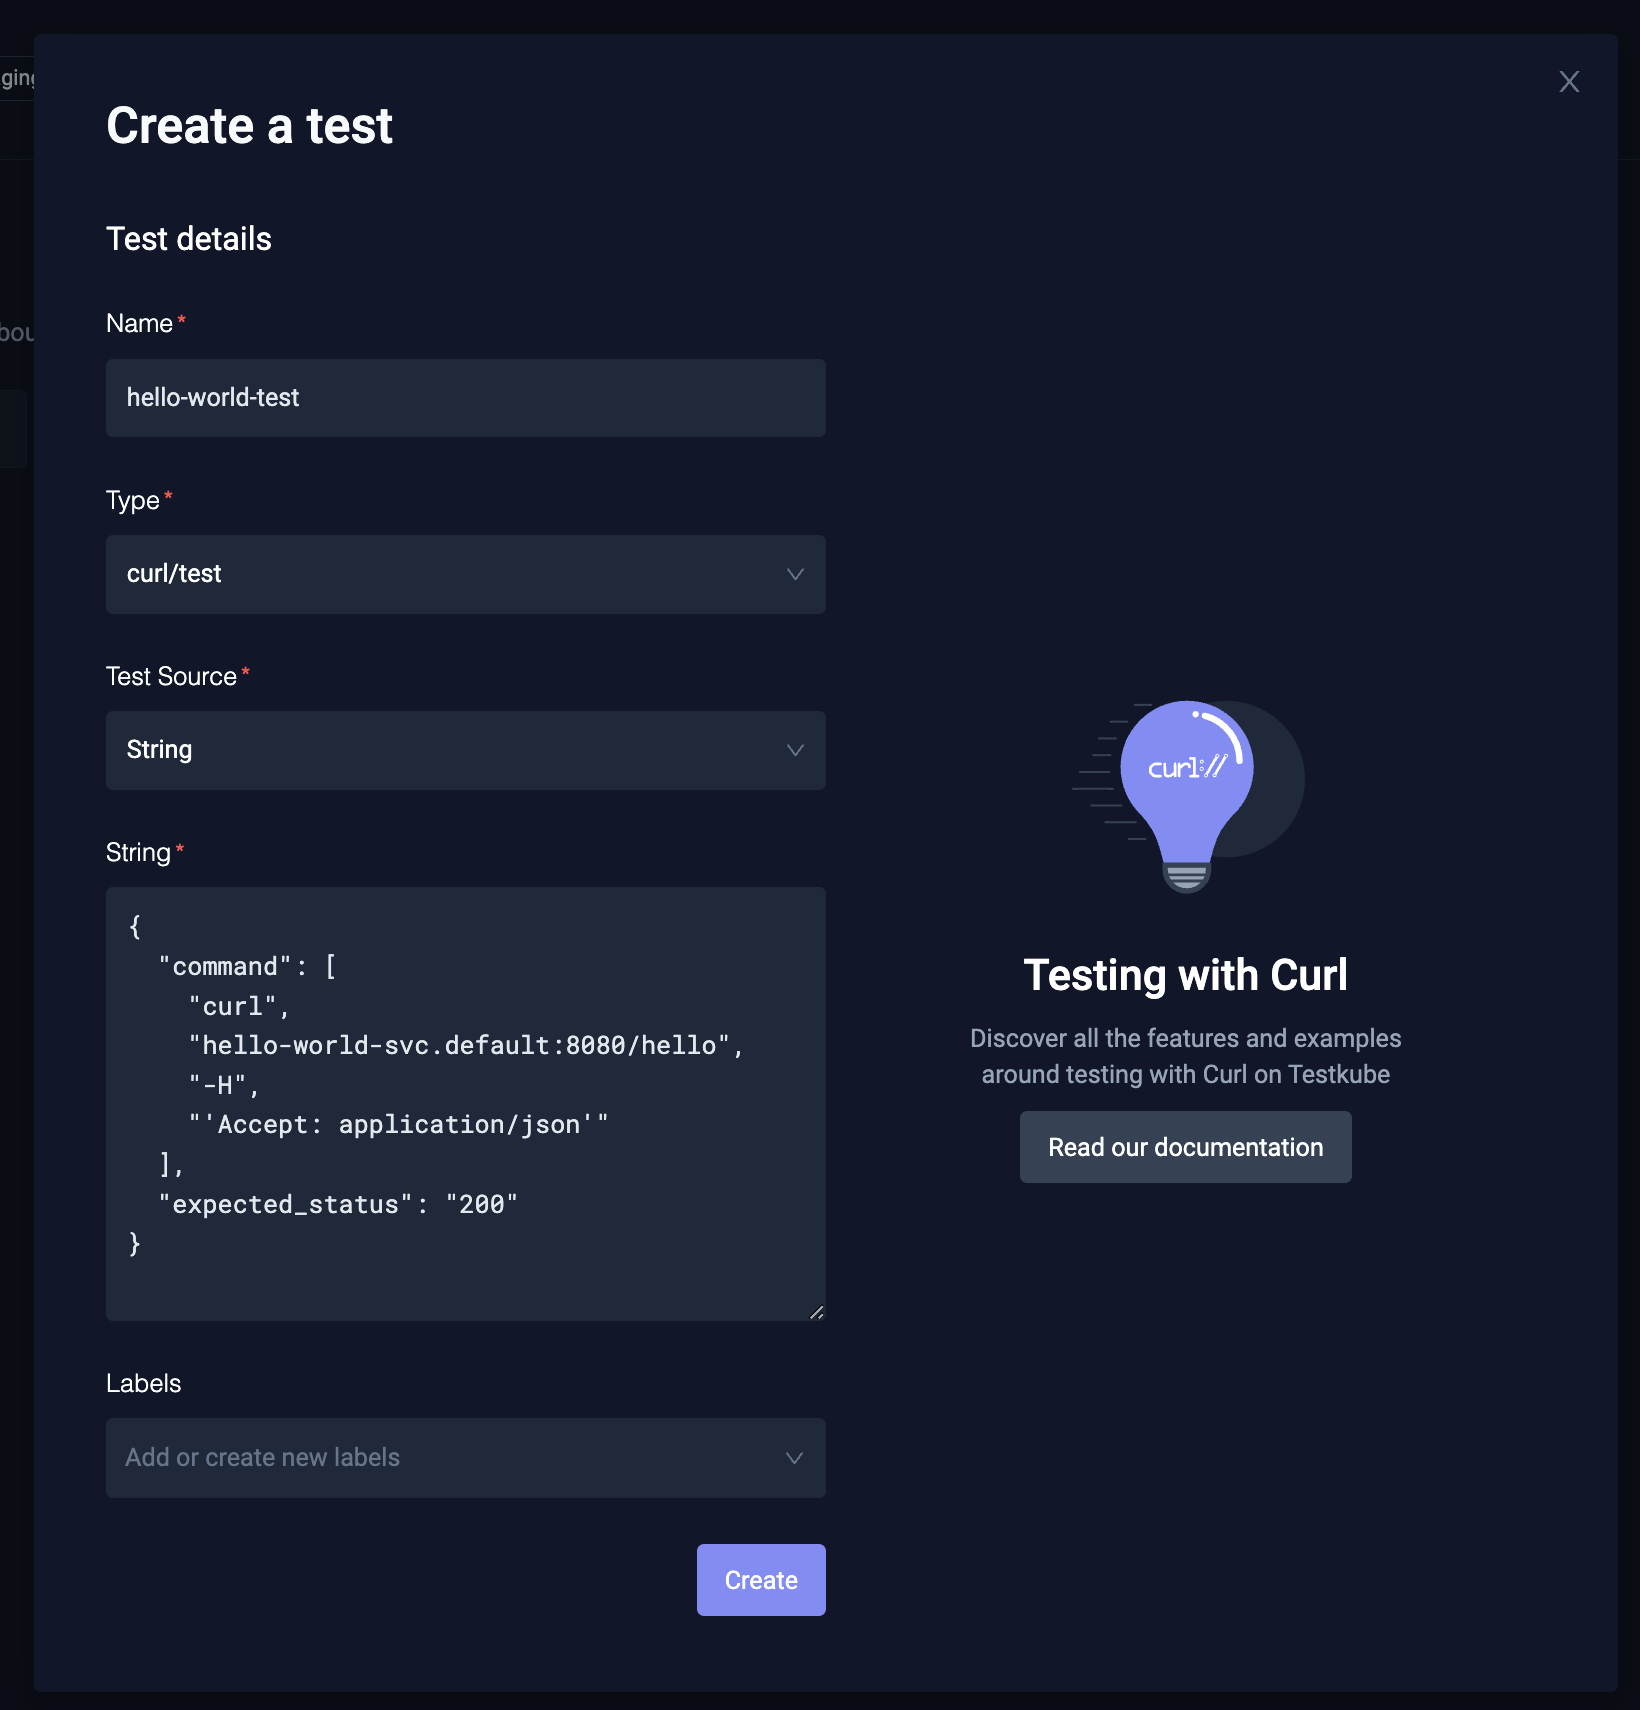 ging
Create a test
Test details
Name*
hello-world-test
Type*
curl/test
Test Source*
String
String*
{
  "command": [
    "curl",
    "hello-world-svc.default:8080/hello",
    "-H",
    "'Accept: application/json'"
  ],
  "expected_status": "200"
}
Labels
Add or create new labels
Create
bou
curl://
Testing with Curl
Discover all the features and examples
around testing with Curl on Testkube
Read our documentation